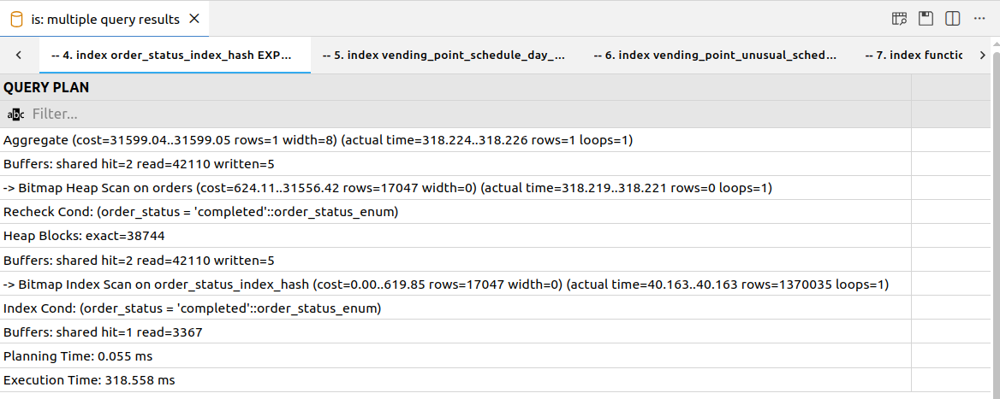 is: multiple query results
-- 4. index order_status_index_hash EXP...
-- 5. index vending_point_schedule_day_...
-- 6. index vending_point_unusual_sched...
-- 7. index functic
QUERY PLAN
abc Filter...
Aggregate (cost=31599.04..31599.05 rows=1 width=8) (actual time=318.224..318.226 rows=1 loops=1)
Buffers: shared hit=2 read=42110 written=5
-> Bitmap Heap Scan on orders (cost=624.11..31556.42 rows=17047 width=0) (actual time=318.219..318.221 rows=0 loops=1)
Recheck Cond: (order_status = 'completed'::order_status_enum)
Heap Blocks: exact=38744
Buffers: shared hit=2 read=42110 written=5
-> Bitmap Index Scan on order_status_index_hash (cost=0.00..619.85 rows=17047 width=0) (actual time=40.163..40.163 rows=1370035 loops=1)
Index Cond: (order_status = 'completed'::order_status_enum)
Buffers: shared hit=1 read=3367
Planning Time: 0.055 ms
Execution Time: 318.558 ms